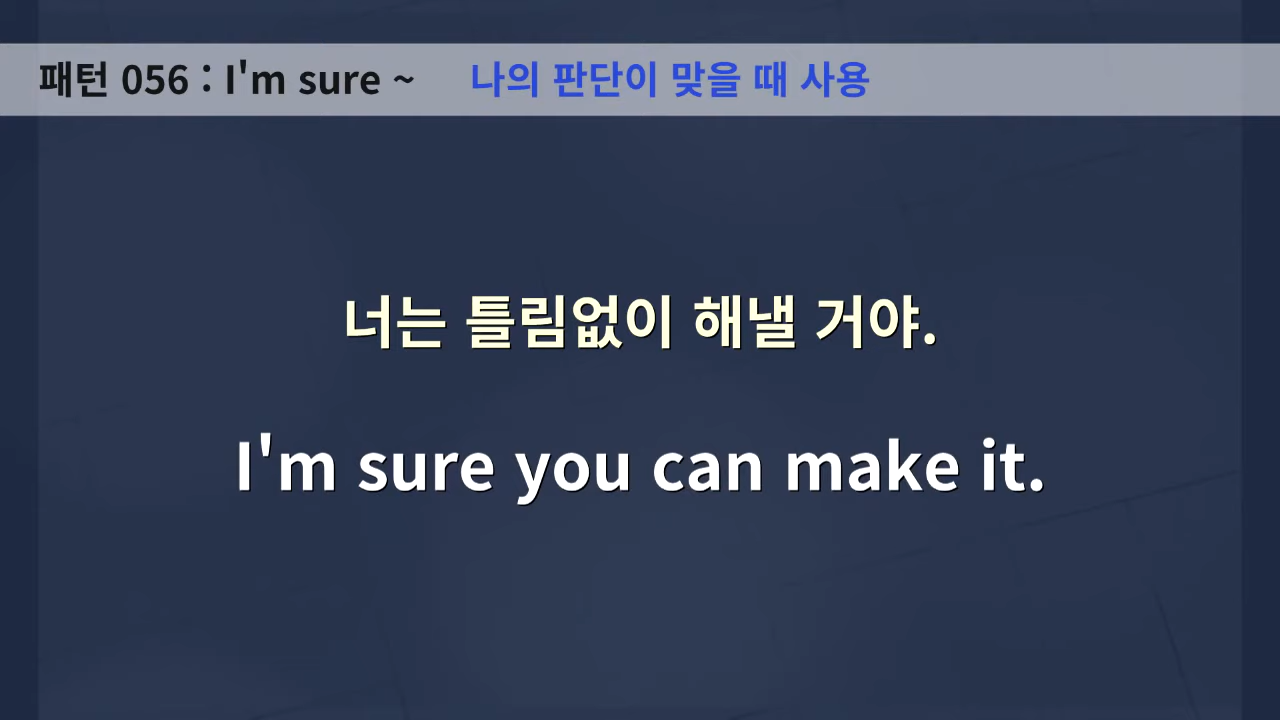 패턴 056 : I'm sure ~ 나의 판단이 맞을 때 사용
너는 틀림없이 해낼 거야.
I'm sure you can make it.